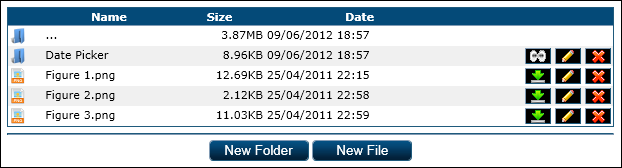 Name Size Date
... 3.87MB 09/06/2012 18:57
Date Picker 8.96KB 09/06/2012 18:57
Figure 1.png 12.69KB 25/04/2011 22:15
Figure 2.png 2.12KB 25/04/2011 22:58
Figure 3.png 11.03KB 25/04/2011 22:59
New Folder New File